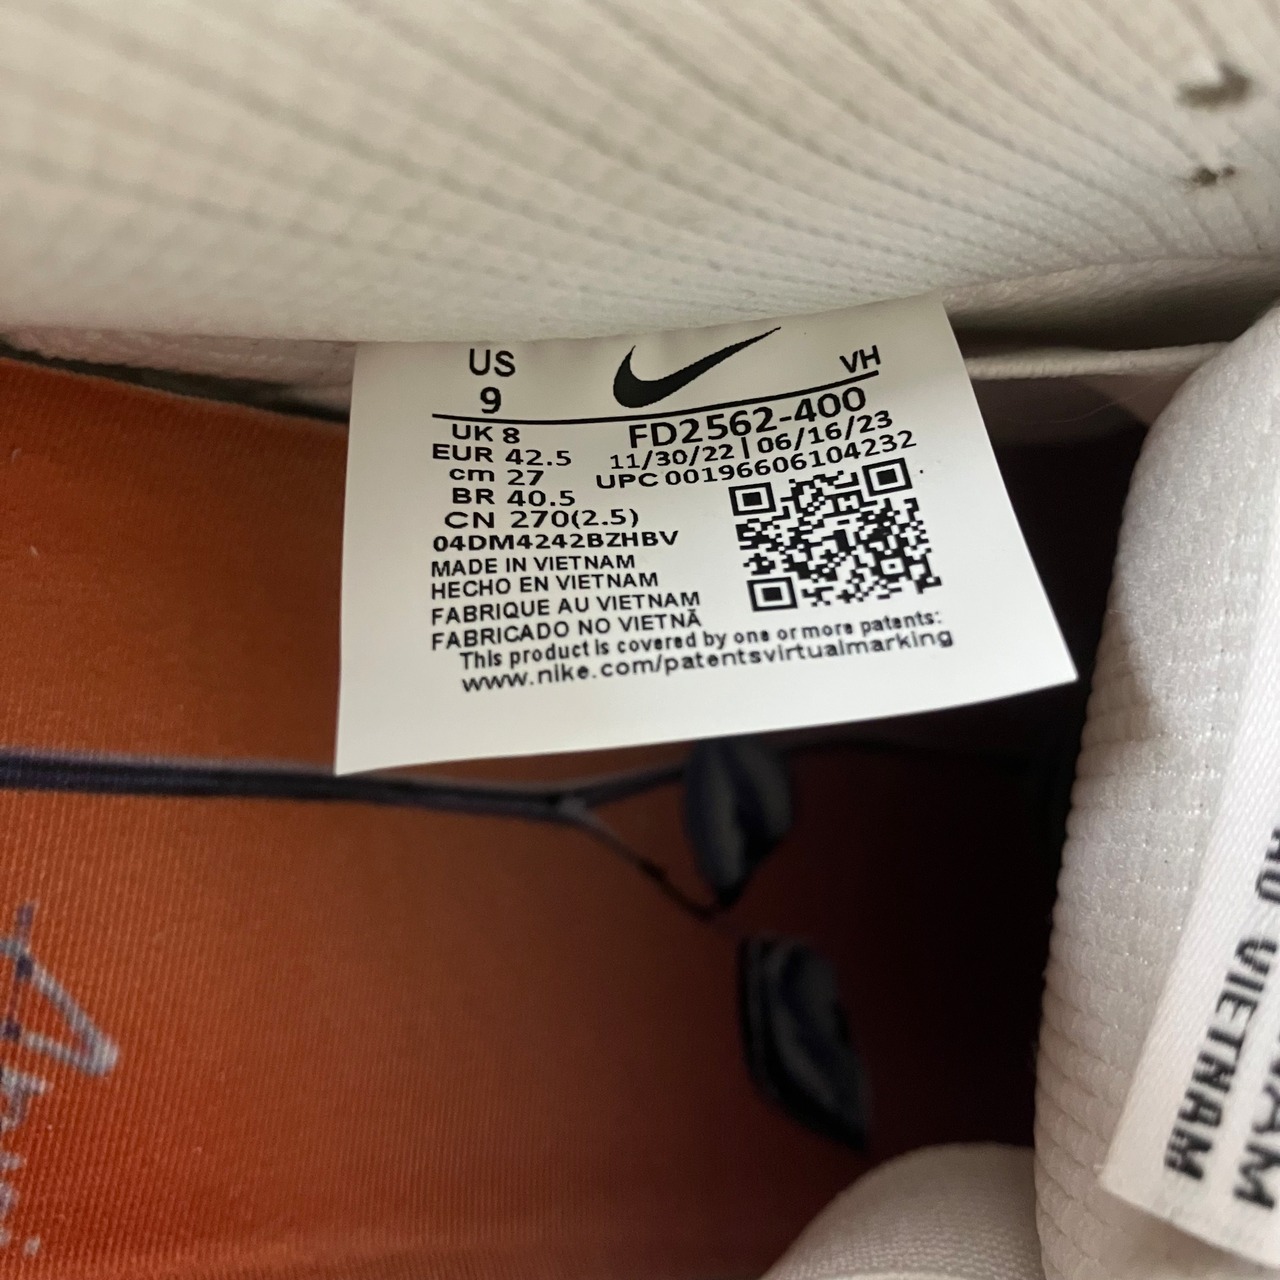 US
9
VH
FD2562-400
11/30/22 | 06/16/23
UPC 00196606104232
UK 8
EUR 42.5
cm 27
BR 40.5
CN 270(2.5)
04DM4242BZHBV
MADE IN VIETNAM
HECHO EN VIETNAM
FABRIQUE AU VIETNAM
FABRICADO NO VIETNÃ
This product is covered by one or more patents:
www.nike.com/patentsvirtualmarking
VIETNAM